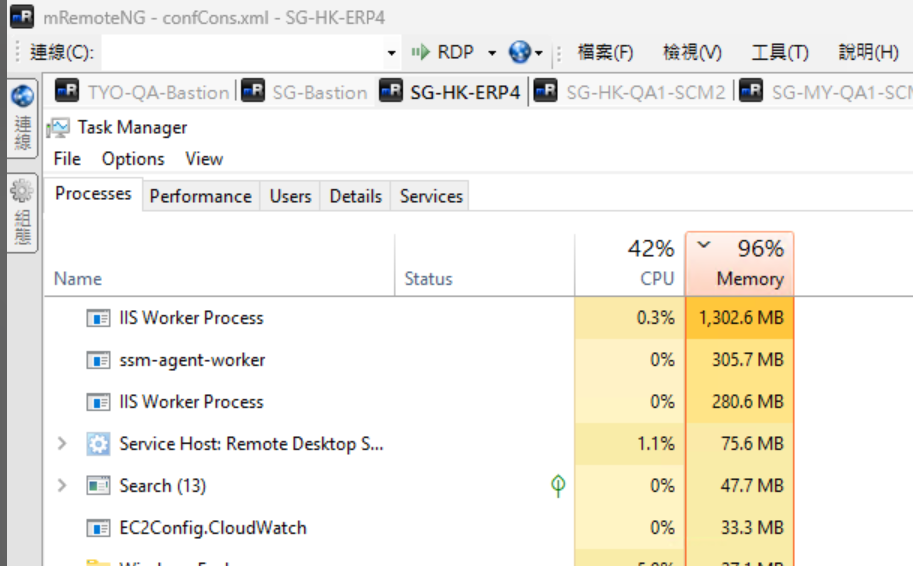 mRemoteNG - confCons.xml - SG-HK-ERP4
連線(C): RDP 檔案(F) 檢視(V) 工具(T) 說明(H)
連線
組態
TYO-QA-Bastion SG-Bastion SG-HK-ERP4 SG-HK-QA1-SCM2 SG-MY-QA1-SCM
Task Manager
File Options View
Processes Performance Users Details Services
42% 96%
Name Status CPU Memory
IIS Worker Process 0.3% 1,302.6 MB
ssm-agent-worker 0% 305.7 MB
IIS Worker Process 0% 280.6 MB
Service Host: Remote Desktop S... 1.1% 75.6 MB
Search (13) 0% 47.7 MB
EC2Config.CloudWatch 0% 33.3 MB